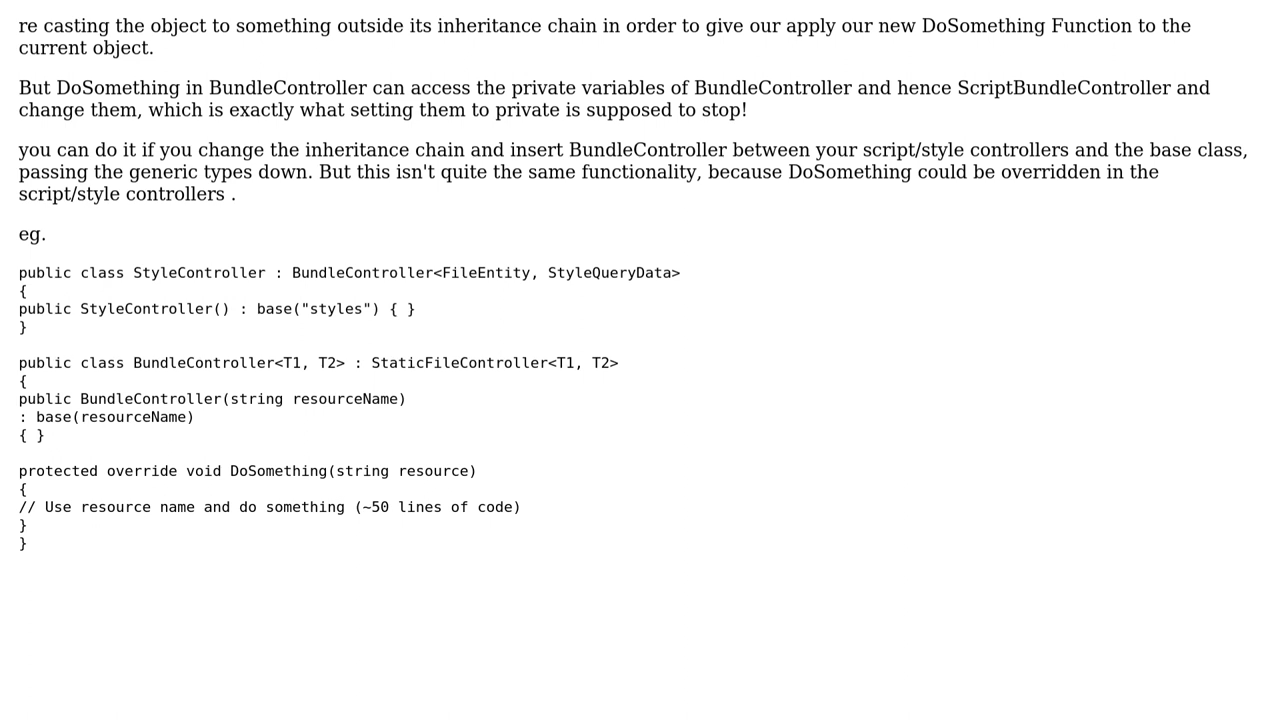 re casting the object to something outside its inheritance chain in order to give our apply our new DoSomething Function to the
current object.
But DoSomething in BundleController can access the private variables of BundleController and hence ScriptBundleController and
change them, which is exactly what setting them to private is supposed to stop!
you can do it if you change the inheritance chain and insert BundleController between your script/style controllers and the base class,
passing the generic types down. But this isn't quite the same functionality, because DoSomething could be overridden in the
script/style controllers .
eg.
public class StyleController : BundleController<FileEntity, StyleQueryData>
{
public StyleController() : base("styles") { }
}
public class BundleController<T1, T2> : StaticFileController<T1, T2>
{
public BundleController(string resourceName)
: base(resourceName)
{ }
protected override void DoSomething(string resource)
{
// Use resource name and do something (~50 lines of code)
}
}